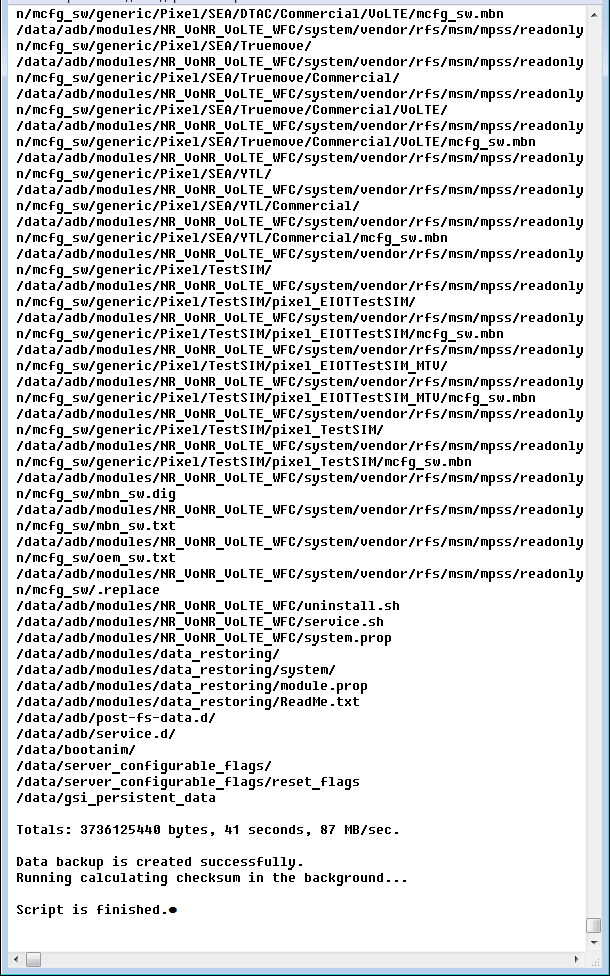 n/mcfg_sw/generic/Pixel/SEA/DTAC/Commercial/VoLTE/mcfg_sw.mbn
/data/adb/modules/NR_VoNR_VoLTE_WFC/system/vendor/rfs/msm/mpss/readonly
n/mcfg_sw/generic/Pixel/SEA/Truemove/
/data/adb/modules/NR_VoNR_VoLTE_WFC/system/vendor/rfs/msm/mpss/readonly
n/mcfg_sw/generic/Pixel/SEA/Truemove/Commercial/
/data/adb/modules/NR_VoNR_VoLTE_WFC/system/vendor/rfs/msm/mpss/readonly
n/mcfg_sw/generic/Pixel/SEA/Truemove/Commercial/VoLTE/
/data/adb/modules/NR_VoNR_VoLTE_WFC/system/vendor/rfs/msm/mpss/readonly
n/mcfg_sw/generic/Pixel/SEA/Truemove/Commercial/VoLTE/mcfg_sw.mbn
/data/adb/modules/NR_VoNR_VoLTE_WFC/system/vendor/rfs/msm/mpss/readonly
n/mcfg_sw/generic/Pixel/SEA/YTL/
/data/adb/modules/NR_VoNR_VoLTE_WFC/system/vendor/rfs/msm/mpss/readonly
n/mcfg_sw/generic/Pixel/SEA/YTL/Commercial/
/data/adb/modules/NR_VoNR_VoLTE_WFC/system/vendor/rfs/msm/mpss/readonly
n/mcfg_sw/generic/Pixel/SEA/YTL/Commercial/mcfg_sw.mbn
/data/adb/modules/NR_VoNR_VoLTE_WFC/system/vendor/rfs/msm/mpss/readonly
n/mcfg_sw/generic/Pixel/TestSIM/
/data/adb/modules/NR_VoNR_VoLTE_WFC/system/vendor/rfs/msm/mpss/readonly
n/mcfg_sw/generic/Pixel/TestSIM/pixel_EIOTTestSIM/
/data/adb/modules/NR_VoNR_VoLTE_WFC/system/vendor/rfs/msm/mpss/readonly
n/mcfg_sw/generic/Pixel/TestSIM/pixel_EIOTTestSIM/mcfg_sw.mbn
/data/adb/modules/NR_VoNR_VoLTE_WFC/system/vendor/rfs/msm/mpss/readonly
n/mcfg_sw/generic/Pixel/TestSIM/pixel_EIOTTestSIM_MTV/
/data/adb/modules/NR_VoNR_VoLTE_WFC/system/vendor/rfs/msm/mpss/readonly
n/mcfg_sw/generic/Pixel/TestSIM/pixel_EIOTTestSIM_MTV/mcfg_sw.mbn
/data/adb/modules/NR_VoNR_VoLTE_WFC/system/vendor/rfs/msm/mpss/readonly
n/mcfg_sw/generic/Pixel/TestSIM/pixel_TestSIM/
/data/adb/modules/NR_VoNR_VoLTE_WFC/system/vendor/rfs/msm/mpss/readonly
n/mcfg_sw/generic/Pixel/TestSIM/pixel_TestSIM/mcfg_sw.mbn
/data/adb/modules/NR_VoNR_VoLTE_WFC/system/vendor/rfs/msm/mpss/readonly
n/mcfg_sw/mbn_sw.dig
/data/adb/modules/NR_VoNR_VoLTE_WFC/system/vendor/rfs/msm/mpss/readonly
n/mcfg_sw/mbn_sw.txt
/data/adb/modules/NR_VoNR_VoLTE_WFC/system/vendor/rfs/msm/mpss/readonly
n/mcfg_sw/oem_sw.txt
/data/adb/modules/NR_VoNR_VoLTE_WFC/system/vendor/rfs/msm/mpss/readonly
n/mcfg_sw/.replace
/data/adb/modules/NR_VoNR_VoLTE_WFC/uninstall.sh
/data/adb/modules/NR_VoNR_VoLTE_WFC/service.sh
/data/adb/modules/NR_VoNR_VoLTE_WFC/system.prop
/data/adb/modules/data_restoring/
/data/adb/modules/data_restoring/system/
/data/adb/modules/data_restoring/module.prop
/data/adb/modules/data_restoring/ReadMe.txt
/data/adb/post-fs-data.d/
/data/adb/service.d/
/data/bootanim/
/data/server_configurable_flags/
/data/server_configurable_flags/reset_flags
/data/gsi_persistent_data
Totals: 3736125440 bytes, 41 seconds, 87 MB/sec.
Data backup is created successfully.
Running calculating checksum in the background...
Script is finished.